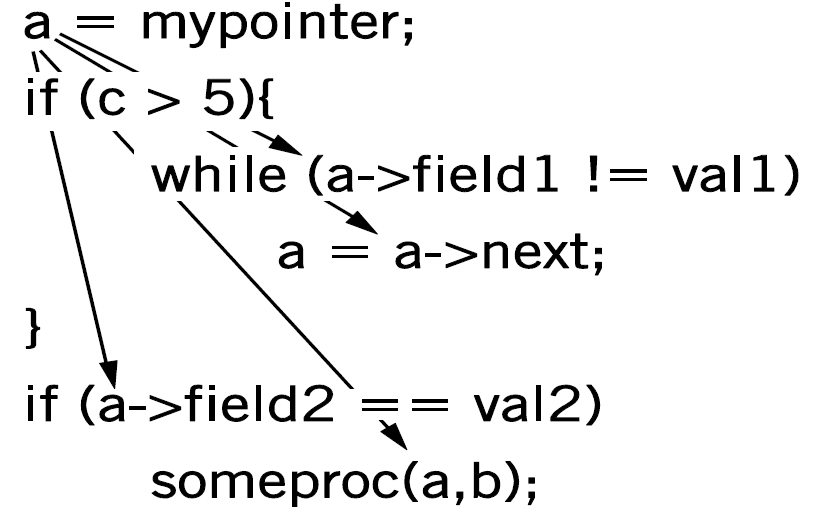 a = mypointer;
if (c > 5){
while (a->field1 != val1)
a = a->next;
}
if (a->field2 == val2)
someproc(a,b);